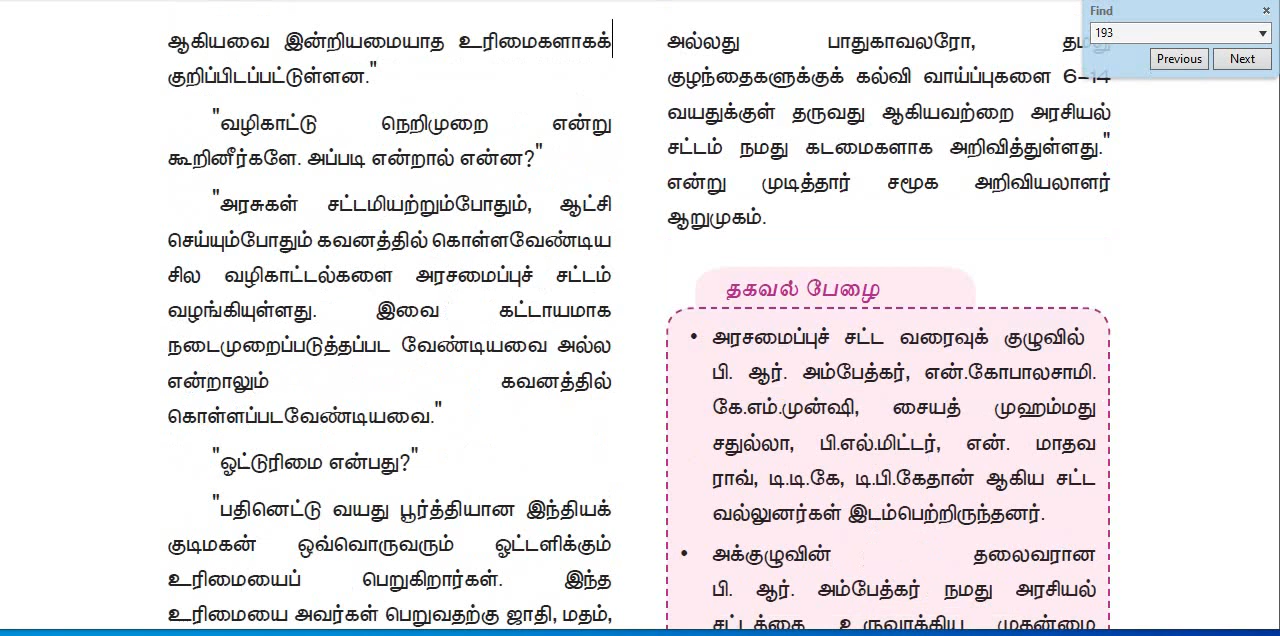 ஆகியவை இன்றியமையாத உரிமைகளாகக்
குறிப்பிடப்பட்டுள்ளன."
"வழிகாட்டு நெறிமுறை என்று
கூறினீர்களே. அப்படி என்றால் என்ன?"
"அரசுகள் சட்டமியற்றும்போதும், ஆட்சி
செய்யும்போதும் கவனத்தில் கொள்ளவேண்டிய
சில வழிகாட்டல்களை அரசமைப்புச் சட்டம்
வழங்கியுள்ளது. இவை கட்டாயமாக
நடைமுறைப்படுத்தப்பட வேண்டியவை அல்ல
என்றாலும் கவனத்தில்
கொள்ளப்படவேண்டியவை."
"ஓட்டுரிமை என்பது?"
"பதினெட்டு வயது பூர்த்தியான இந்தியக்
குடிமகன் ஒவ்வொருவரும் ஓட்டளிக்கும்
உரிமையைப் பெறுகிறார்கள். இந்த
உரிமையை அவர்கள் பெறுவதற்கு ஜாதி, மதம்,
அல்லது பாதுகாவலரோ,
குழந்தைகளுக்குக் கல்வி வாய்ப்புகளை 6–14
வயதுக்குள் தருவது ஆகியவற்றை அரசியல்
சட்டம் நமது கடமைகளாக அறிவித்துள்ளது."
என்று முடித்தார் சமூக அறிவியலாளர்
ஆறுமுகம்.
தகவல் பேழை
• அரசமைப்புச் சட்ட வரைவுக் குழுவில்
பி. ஆர். அம்பேத்கர், என்.கோபாலசாமி.
கே.எம்.முன்ஷி, சையத் முஹம்மது
சதுல்லா, பி.எல்.மிட்டர், என். மாதவ
ராவ், டி.டி.கே, டி.பி.கேதான் ஆகிய சட்ட
வல்லுனர்கள் இடம்பெற்றிருந்தனர்.
• அக்குழுவின் தலைவரான
பி. ஆர். அம்பேத்கர் நமது அரசியல்
சட்டத்தை உருவாக்கிய முதன்மை
Find
193
Previous Next